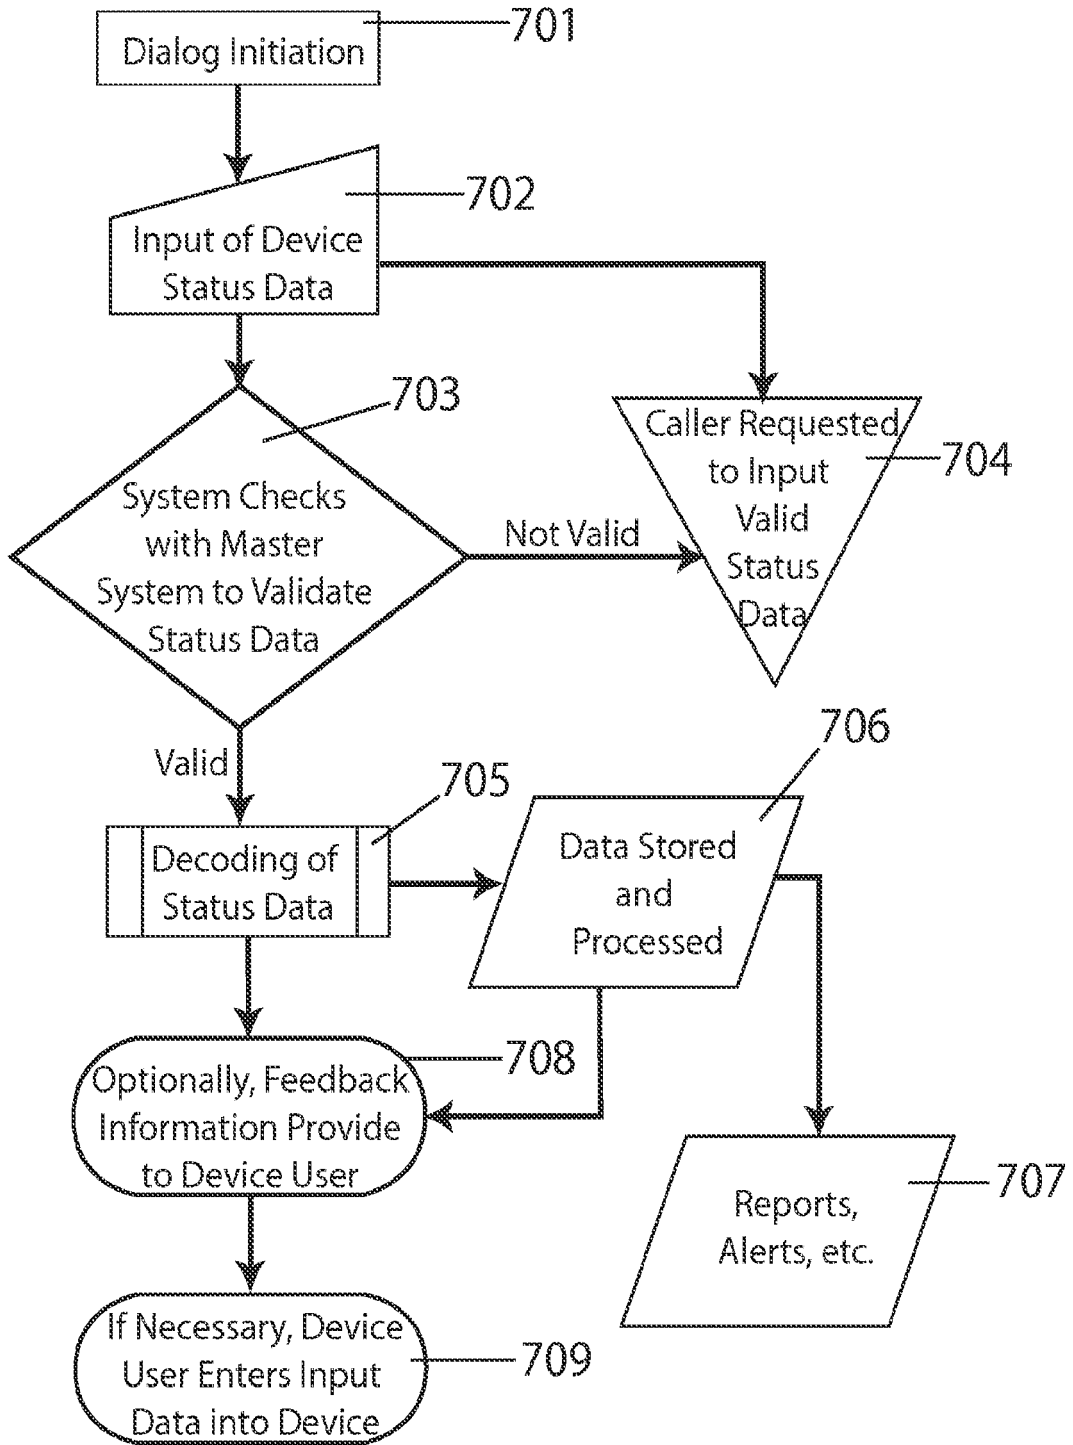 701
Dialog Initiation
702
Input of Device
Status Data
703
System Checks
with Master
System to Validate
Status Data
Not Valid
Caller Requested
to Input
Valid
Status
Data
704
Valid
705
Decoding of
Status Data
706
Data Stored
and
Processed
708
Optionally, Feedback
Information Provide
to Device User
707
Reports,
Alerts, etc.
709
If Necessary, Device
User Enters Input
Data into Device